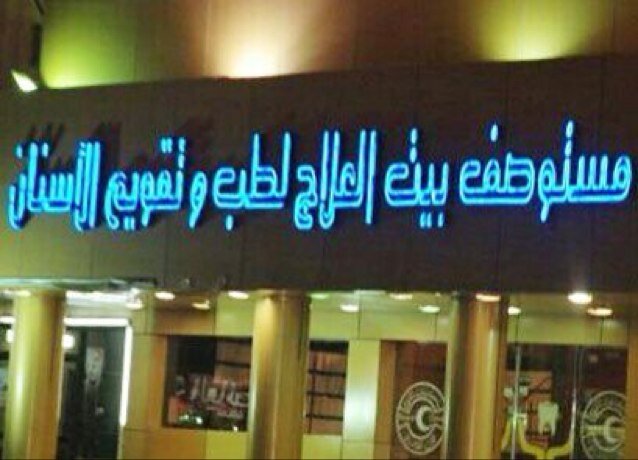 مستوصف بيت العلاج لطب و تقويم الأسنان